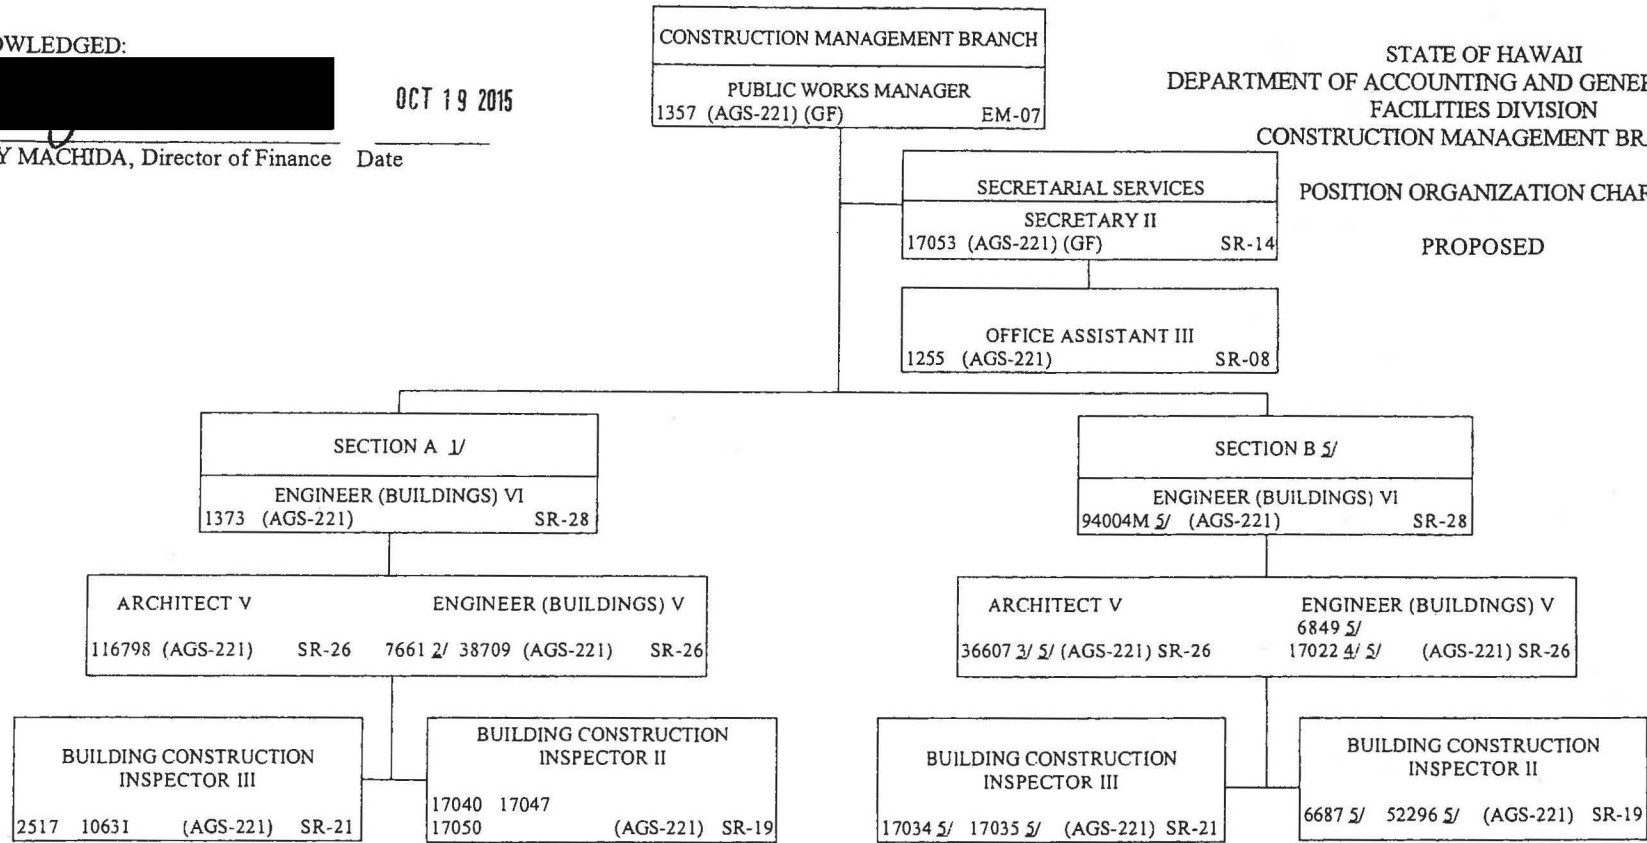 OWLEDGED:
OCT 19 2015
Y MACHIDA, Director of Finance Date
STATE OF HAWAII
DEPARTMENT OF ACCOUNTING AND GENE
FACILITIES DIVISION
CONSTRUCTION MANAGEMENT BR
POSITION ORGANIZATION CHAR
PROPOSED
CONSTRUCTION MANAGEMENT BRANCH
PUBLIC WORKS MANAGER
1357 (AGS-221) (GF) EM-07
SECRETARIAL SERVICES
SECRETARY II
17053 (AGS-221) (GF) SR-14
OFFICE ASSISTANT III
1255 (AGS-221) SR-08
SECTION A 1/
ENGINEER (BUILDINGS) VI
1373 (AGS-221) SR-28
ARCHITECT V ENGINEER (BUILDINGS) V
116798 (AGS-221) SR-26 7661 2/ 38709 (AGS-221) SR-26
BUILDING CONSTRUCTION
INSPECTOR III
2517 10631 (AGS-221) SR-21
BUILDING CONSTRUCTION
INSPECTOR II
17040 17047
17050 (AGS-221) SR-19
SECTION B 5/
ENGINEER (BUILDINGS) VI
94004M 5/ (AGS-221) SR-28
ARCHITECT V ENGINEER (BUILDINGS) V
6849 5/
36607 3/ 5/ (AGS-221) SR-26 17022 4/ 5/ (AGS-221) SR-26
BUILDING CONSTRUCTION
INSPECTOR III
17034 5/ 17035 5/ (AGS-221) SR-21
BUILDING CONSTRUCTION
INSPECTOR II
6687 5/ 52296 5/ (AGS-221) SR-19